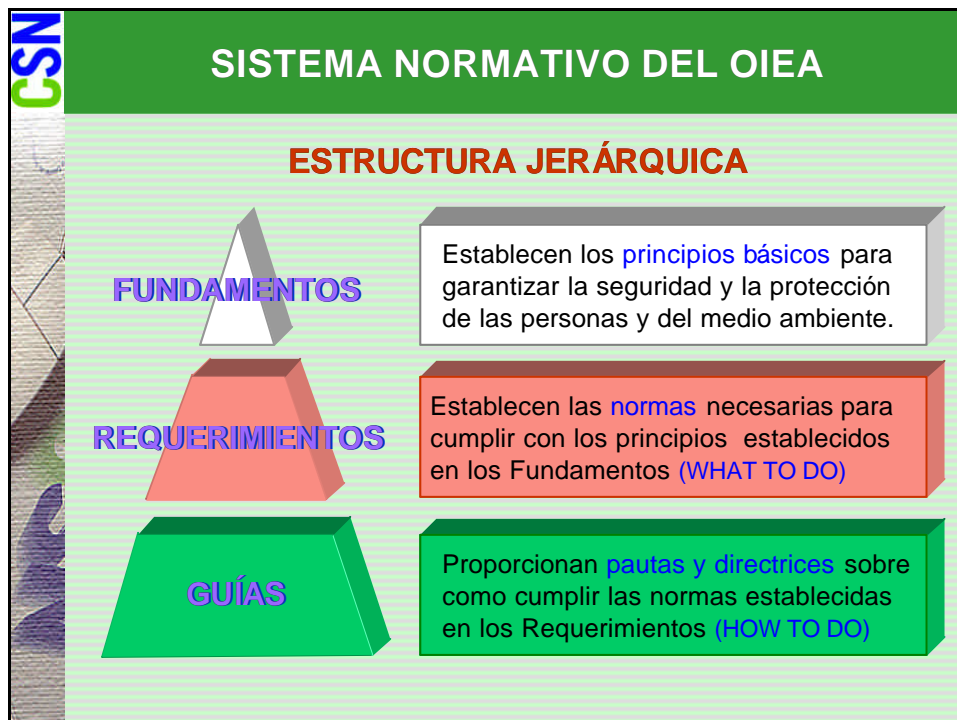 CSN
SISTEMA NORMATIVO DEL OIEA
ESTRUCTURA JERÁRQUICA
FUNDAMENTOS
Establecen los principios básicos para
garantizar la seguridad y la protección
de las personas y del medio ambiente.
REQUERIMIENTOS
Establecen las normas necesarias para
cumplir con los principios establecidos
en los Fundamentos (WHAT TO DO)
GUÍAS
Proporcionan pautas y directrices sobre
como cumplir las normas establecidas
en los Requerimientos (HOW TO DO)